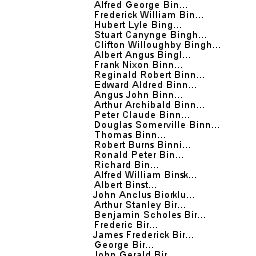 Alfred George Bin...
Frederick William Bin...
Hubert Lyle Bing...
Stuart Canynge Bingh...
Clifton Willoughby Bingh...
Albert Angus Bingl...
Frank Nixon Binn...
Reginald Robert Binn...
Edward Aldred Binn...
Angus John Binn...
Arthur Archibald Binn...
Peter Claude Binn...
Douglas Somerville Binn...
Thomas Binn...
Robert Burns Binni...
Ronald Peter Bin...
Richard Bin...
Alfred William Binsk...
Albert Binst...
John Anclus Biorklu...
Arthur Stanley Bir...
Benjamin Scholes Bir...
Frederic Bir...
James Frederick Bir...
George Bir...
John Gerald Bir...